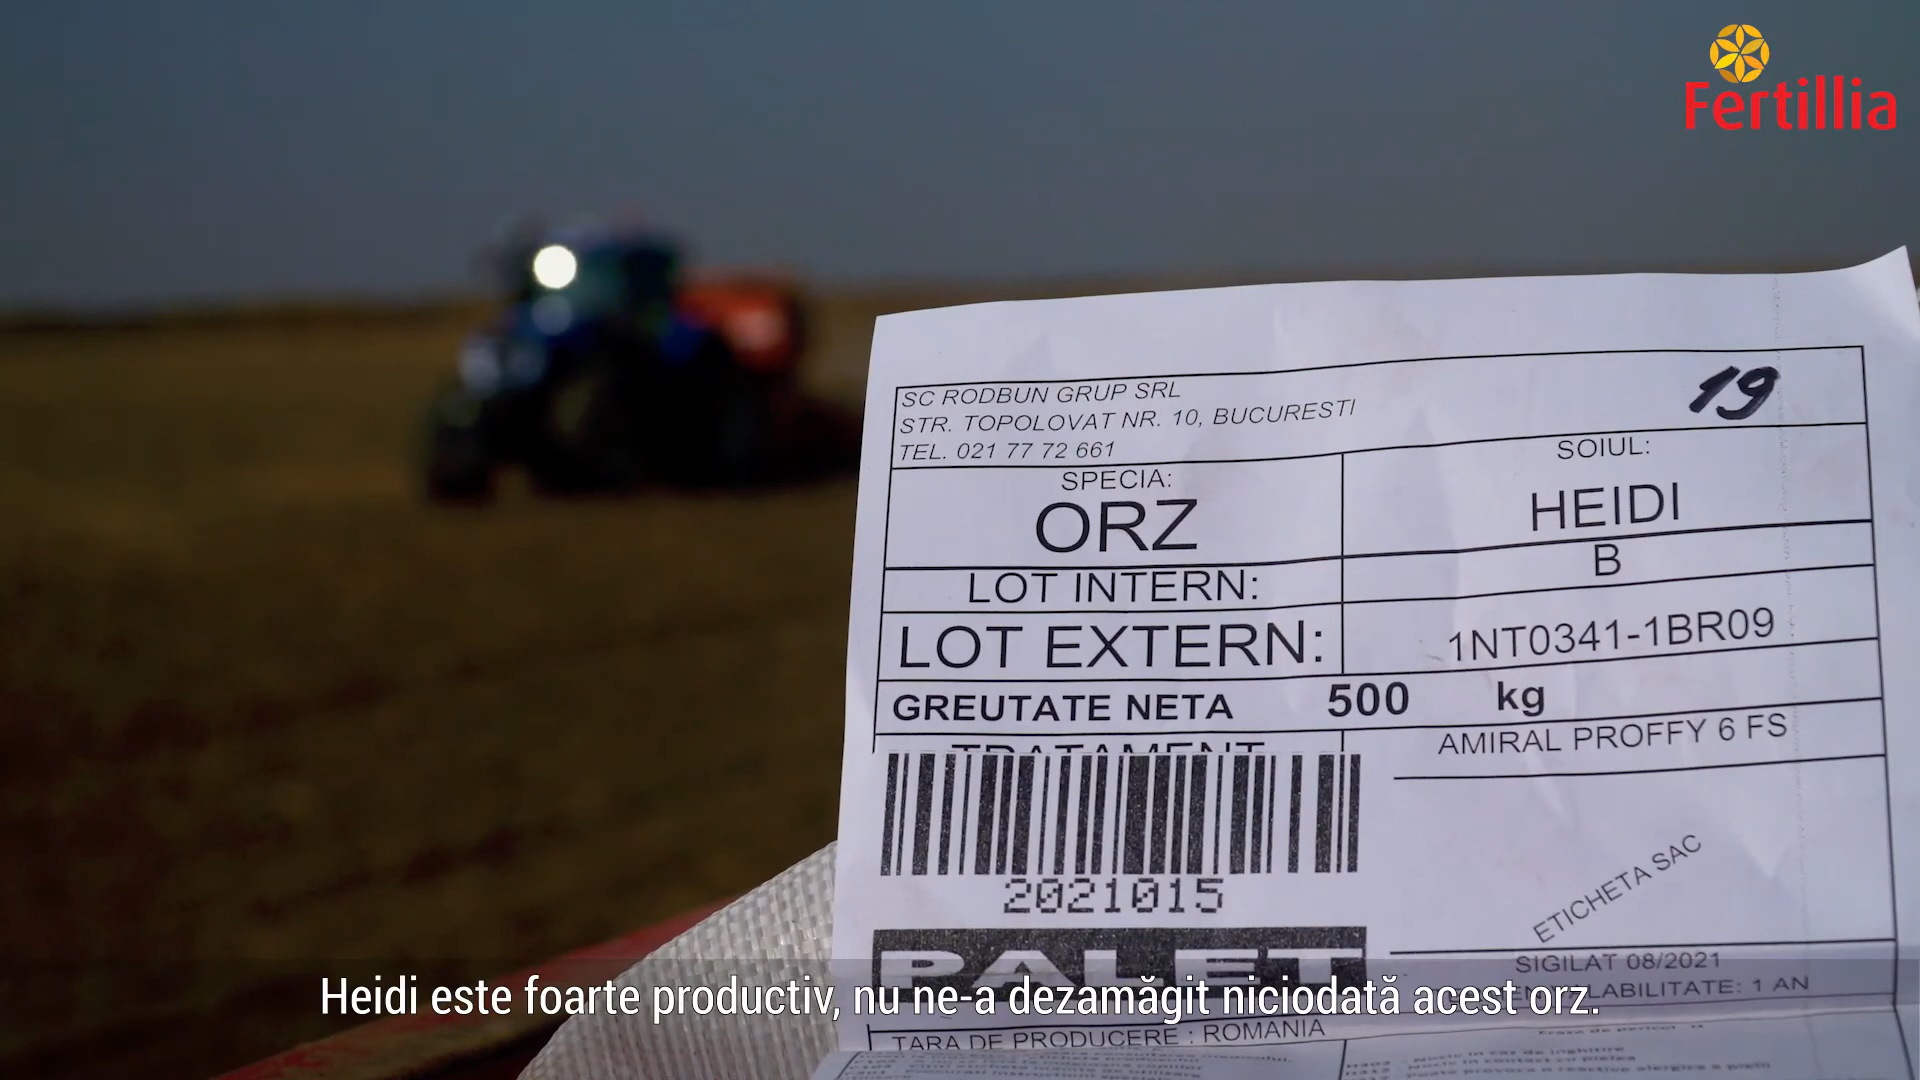 Fertillia
19
SC RODBUN GRUP SRL
STR. TOPOLOVAT NR. 10, BUCURESTI
TEL. 021 77 72 661
SPECIA:
ORZ
SOIUL:
HEIDI
LOT INTERN:
B
LOT EXTERN:
1NT0341-1BR09
GREUTATE NETA 500 kg
TRATAMENT
AMIRAL PROFFY 6 FS
2021015
ETICHETA SAC
PALET
SIGILAT 08/2021
LABILITATE: 1 AN
Heidi este foarte productiv, nu ne-a dezamăgit niciodată acest orz.
TARA DE PRODUCERE : ROMANIA